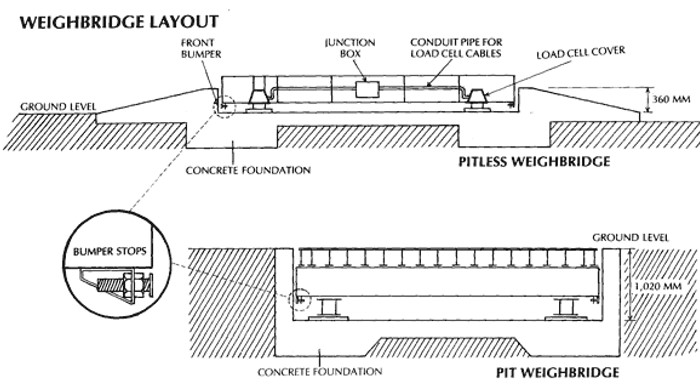 WEIGHBRIDGE LAYOUT
FRONT
BUMPER
JUNCTION
BOX
CONDUIT PIPE FOR
LOAD CELL CABLES
LOAD CELL COVER
GROUND LEVEL
360 MM
CONCRETE FOUNDATION
PITLESS WEIGHBRIDGE
BUMPER STOPS
GROUND LEVEL
1,020 MM
CONCRETE FOUNDATION
PIT WEIGHBRIDGE